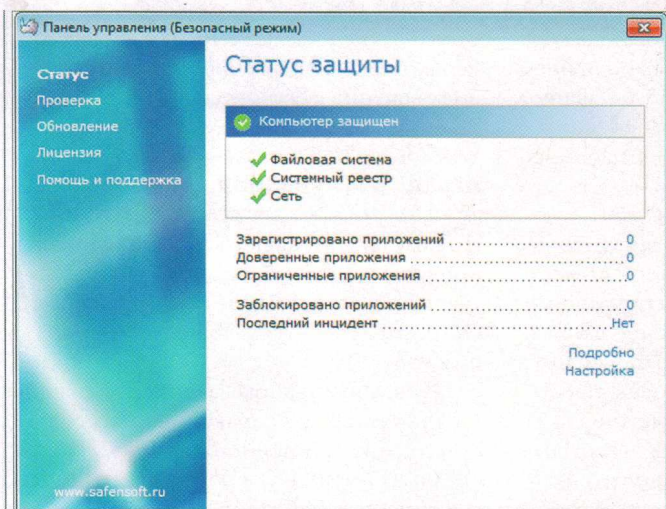 Панель управления (Безопасный режим)
Статус
Проверка
Обновление
Лицензия
Помощь и поддержка
www.safensoft.ru
Статус защиты
Компьютер защищен
Файловая система
Системный реестр
Сеть
Зарегистрировано приложений 0
Доверенные приложения 0
Ограниченные приложения 0
Заблокировано приложений 0
Последний инцидент Нет
Подробно
Настройка